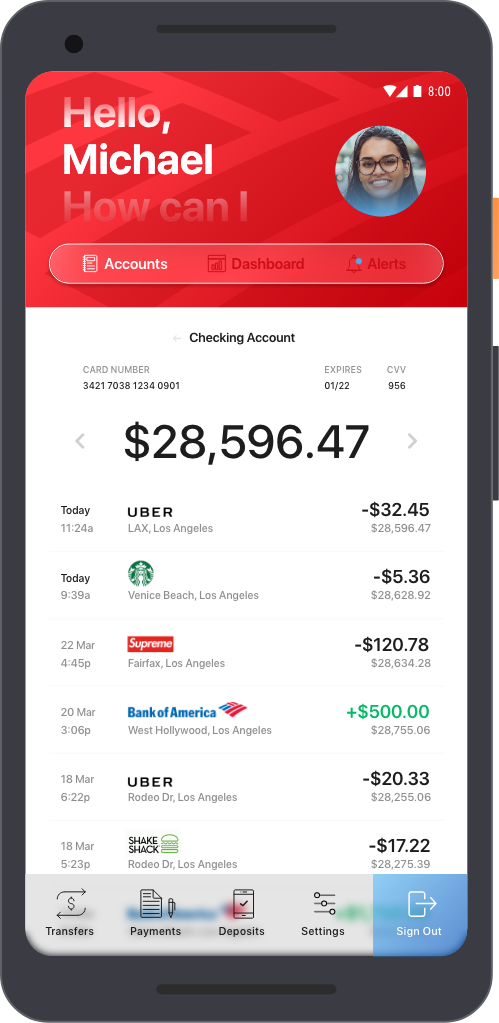 8:00
Hello,
Michael
How can I
Accounts Dashboard Alerts
← Checking Account
CARD NUMBER EXPIRES CVV
3421 7038 1234 0901 01/22 956
$28,596.47
Today UBER -$32.45
11:24a LAX, Los Angeles $28,596.47
Today -$5.36
9:39a Venice Beach, Los Angeles $28,628.92
22 Mar Supreme -$120.78
4:45p Fairfax, Los Angeles $28,634.28
20 Mar Bank of America +$500.00
3:06p West Hollywood, Los Angeles $28,755.06
18 Mar UBER -$20.33
6:22p Rodeo Dr, Los Angeles $28,255.06
18 Mar SHAKE SHACK -$17.22
5:23p Rodeo Dr, Los Angeles $28,275.39
Transfers Payments Deposits Settings Sign Out